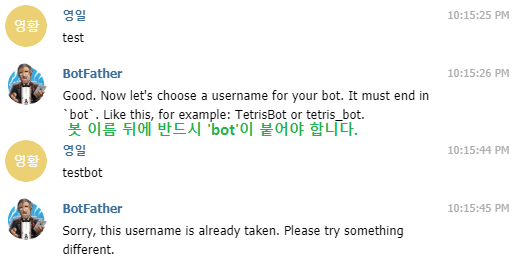 영황
영일
10:15:25 PM
test
BotFather
10:15:26 PM
Good. Now let's choose a username for your bot. It must end in
`bot`. Like this, for example: TetrisBot or tetris_bot.
봇 이름 뒤에 반드시 'bot'이 붙어야 합니다.
영황
영일
10:15:44 PM
testbot
BotFather
10:15:45 PM
Sorry, this username is already taken. Please try something
different.